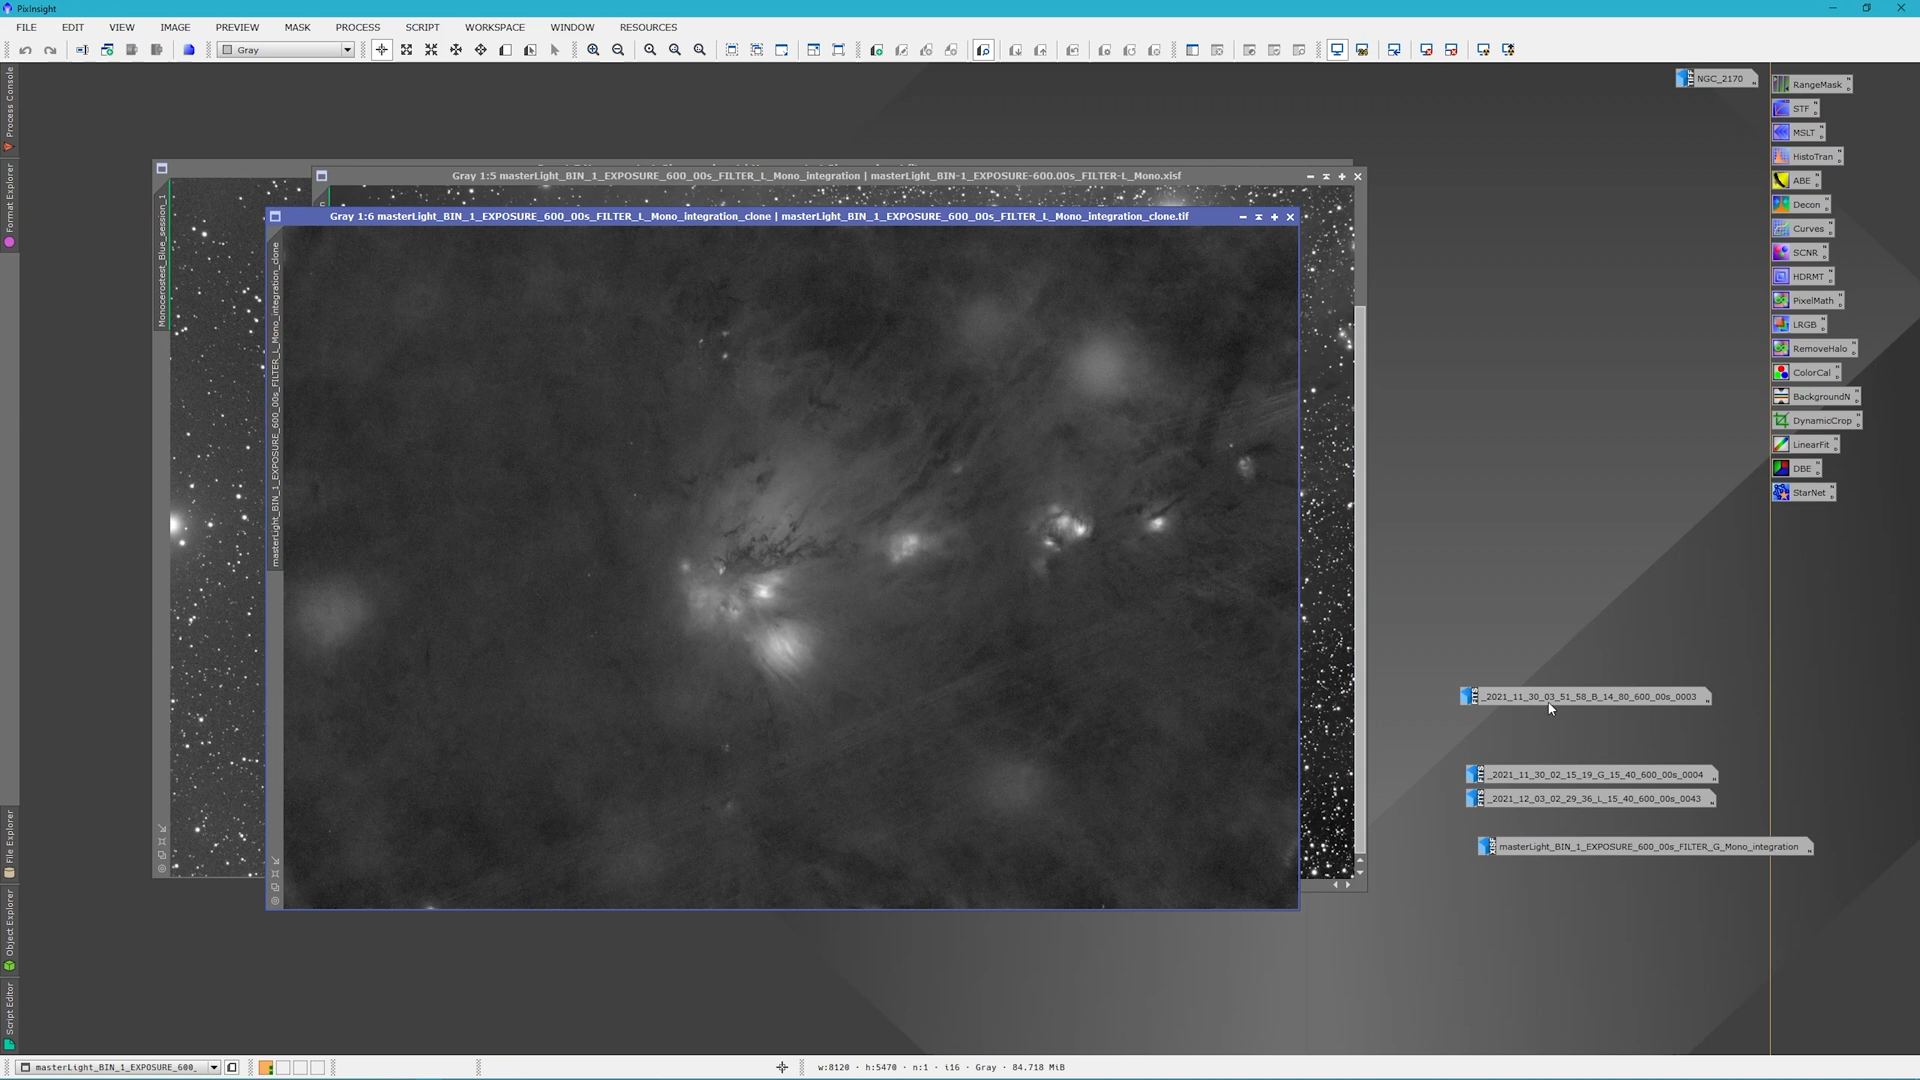 PixInsight
FILE EDIT VIEW IMAGE PREVIEW MASK PROCESS SCRIPT WORKSPACE WINDOW RESOURCES
Gray
Process Console
Format Explorer
File Explorer
Object Explorer
Script Editor
NGC_2170
RangeMask
STF
MSLT
HistoTran
ABE
Decon
Curves
SCNR
HDRMT
PixelMath
LRGB
RemoveHalo
ColorCal
BackgroundN
DynamicCrop
LinearFit
DBE
StarNet
Monocerostest_Blue_session_1
Gray 1:5 masterLight_BIN_1_EXPOSURE_600_00s_FILTER_L_Mono_integration | masterLight_BIN-1_EXPOSURE-600.00s_FILTER-L_Mono.xisf
Gray 1:6 masterLight_BIN_1_EXPOSURE_600_00s_FILTER_L_Mono_integration_clone | masterLight_BIN_1_EXPOSURE_600_00s_FILTER_L_Mono_integration_clone.tif
masterLight_BIN_1_EXPOSURE_600_00s_FILTER_L_Mono_integration_clone
_2021_11_30_03_51_58_B_14_80_600_00s_0003
_2021_11_30_02_15_19_G_15_40_600_00s_0004
_2021_12_03_02_29_36_L_15_40_600_00s_0043
masterLight_BIN_1_EXPOSURE_600_00s_FILTER_G_Mono_integration
masterLight_BIN_1_EXPOSURE_600_
w:8120 · h:5470 · n:1 · i16 · Gray · 84.718 MiB